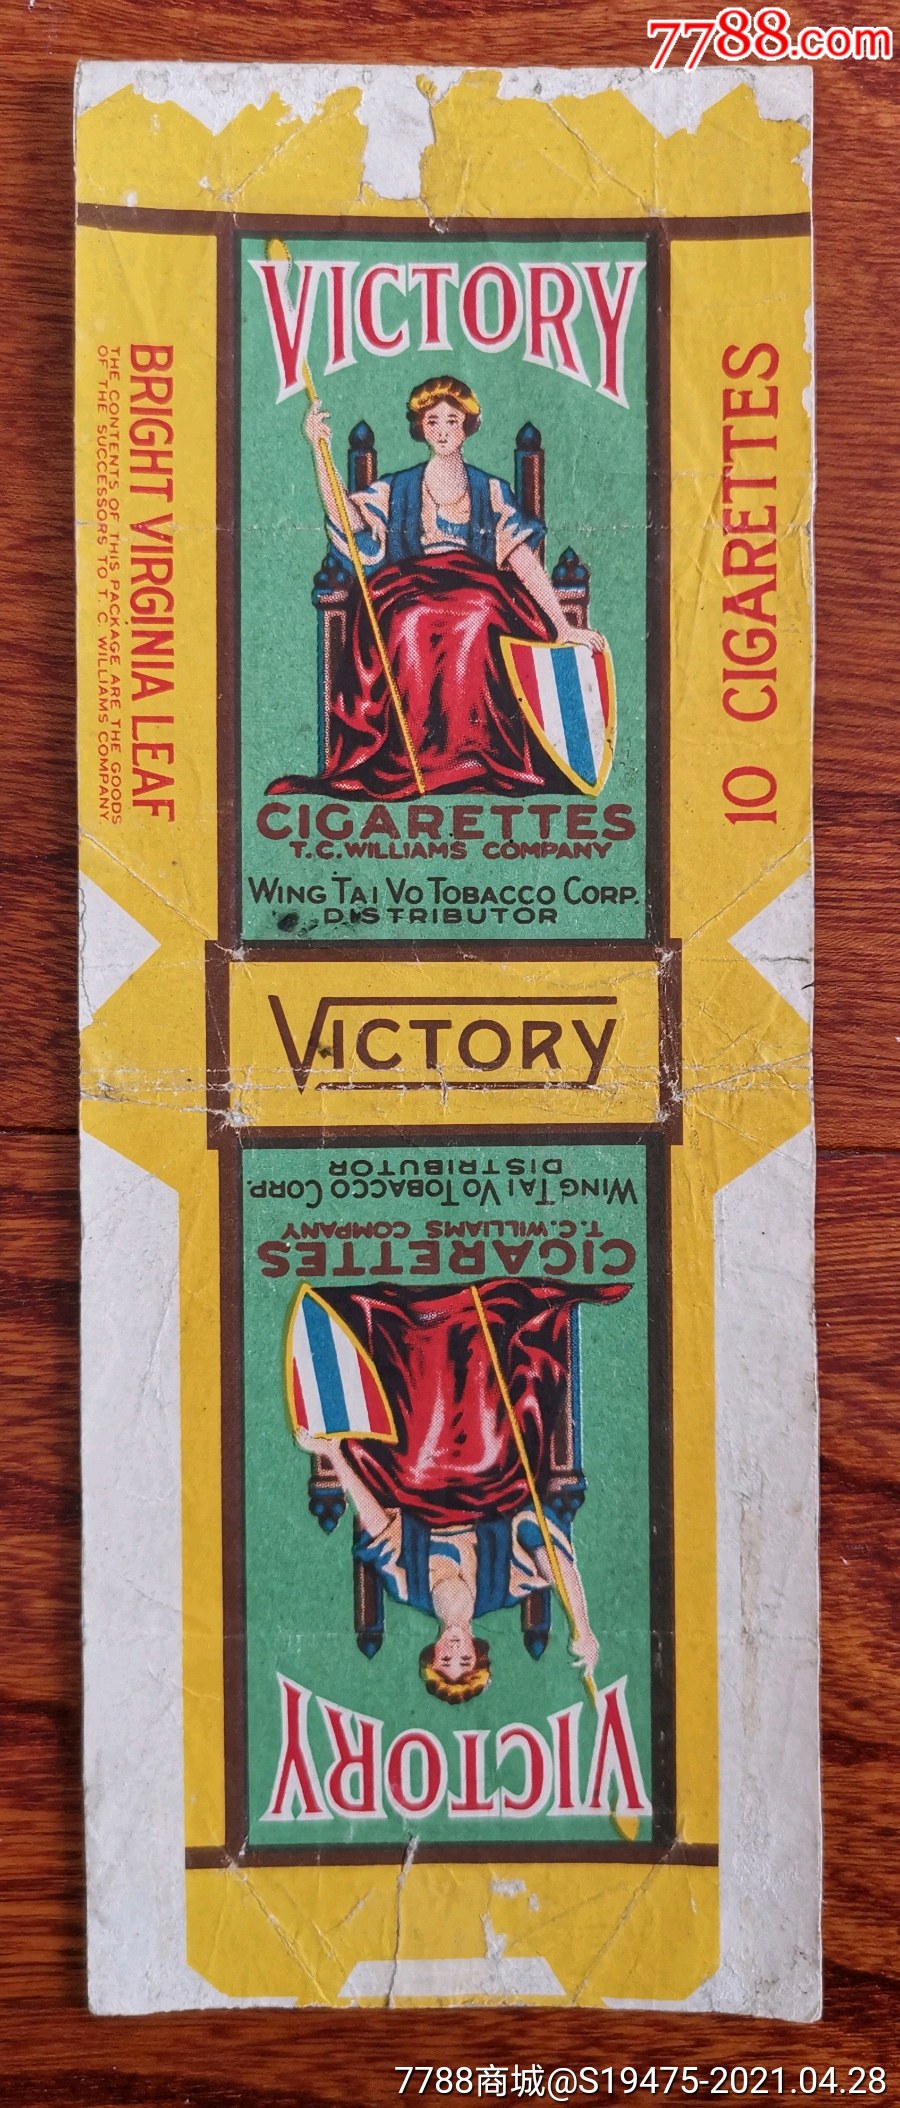 7788.com
VICTORY
CIGARETTES
T.C.WILLIAMS COMPANY
WING TAI VO TOBACCO CORP.
DISTRIBUTOR
BRIGHT VIRGINIA LEAF
THE CONTENTS OF THIS PACKAGE ARE THE GOODS
OF THE SUCCESSORS TO T. C. WILLIAMS COMPANY.
10 CIGARETTES
VICTORY
WING TAI VO TOBACCO CORP.
DISTRIBUTOR
T.C.WILLIAMS COMPANY
CIGARETTES
VICTORY
7788商城@S19475-2021.04.28